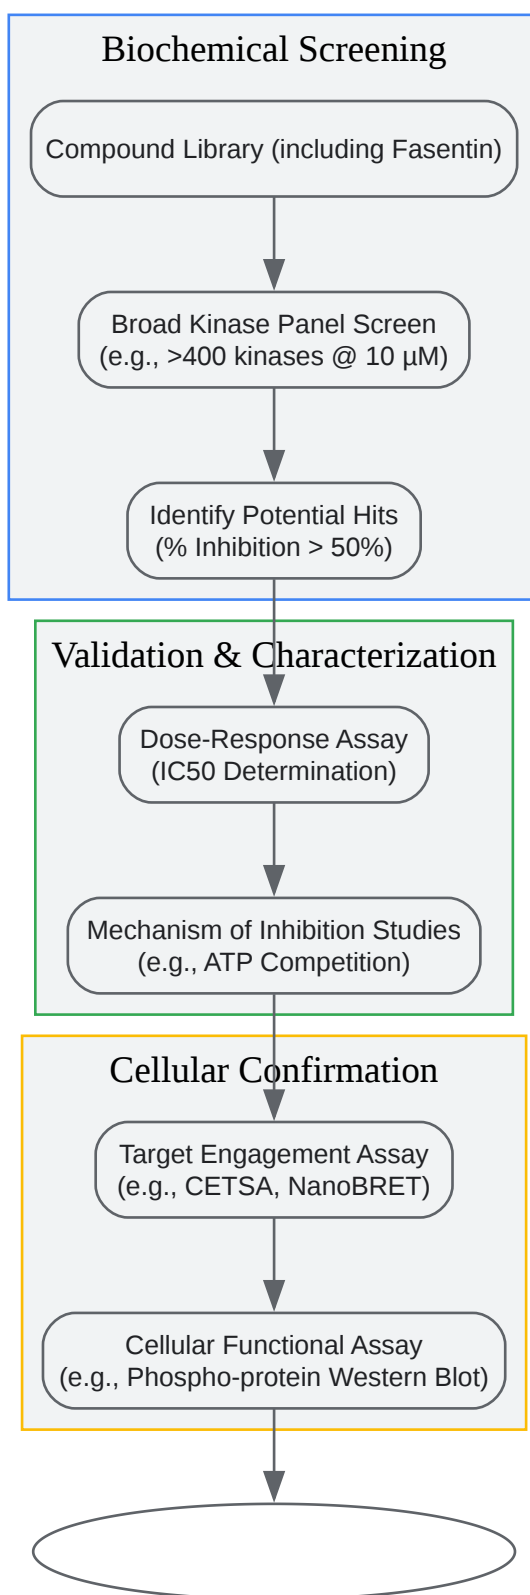 Biochemical Screening
Compound Library (including Fasentin)
Broad Kinase Panel Screen
(e.g., >400 kinases @ 10 µM)
Identify Potential Hits
(% Inhibition > 50%)
Validation & Characterization
Dose-Response Assay
(IC50 Determination)
Mechanism of Inhibition Studies
(e.g., ATP Competition)
Cellular Confirmation
Target Engagement Assay
(e.g., CETSA, NanoBRET)
Cellular Functional Assay
(e.g., Phospho-protein Western Blot)